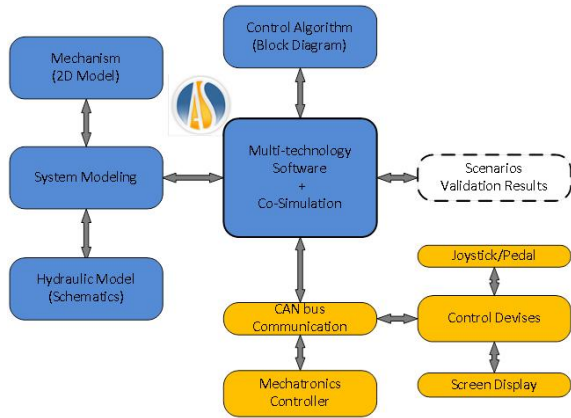 Control Algorithm
(Block Diagram)
Mechanism
(2D Model)
Multi-technology
Software
+
Co-Simulation
System Modeling
Scenarios
Validation Results
Hydraulic Model
(Schematics)
Joystick/Pedal
CAN bus
Communication
Control Devises
Mechatronics
Controller
Screen Display